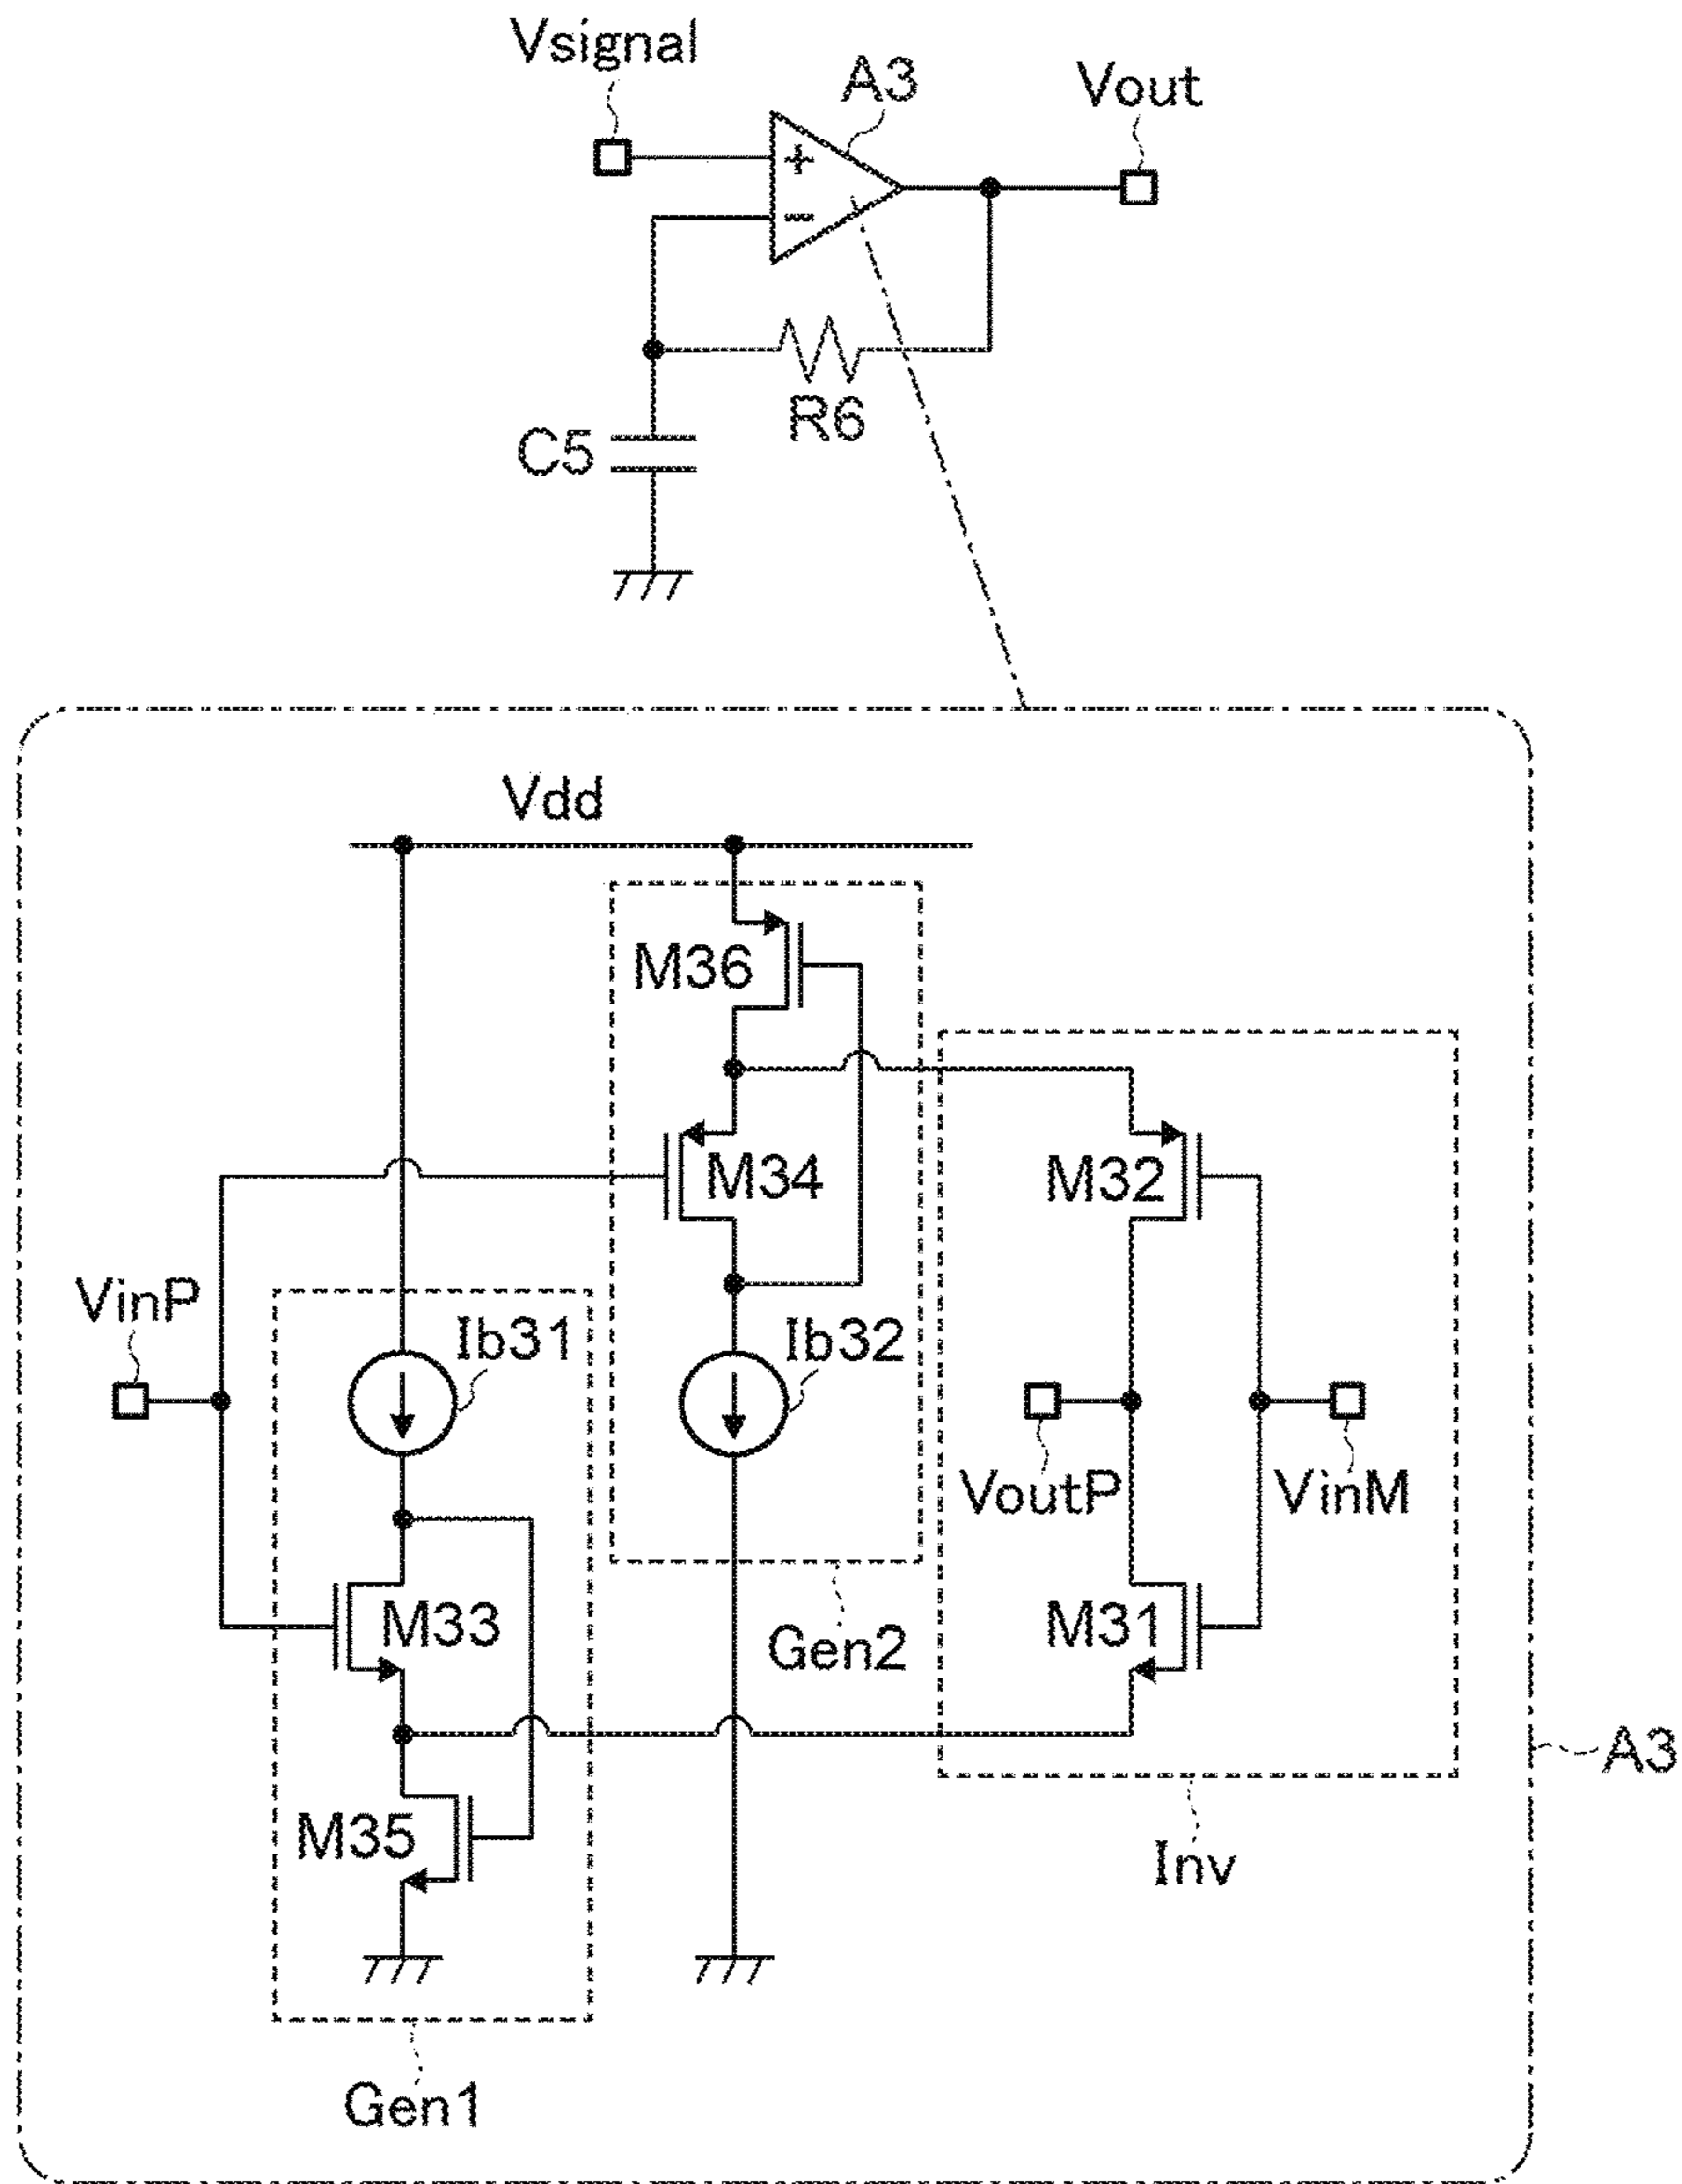 Vsignal
A3
Vout
+
−
R6
C5
Vdd
M36
M34
M32
VinP
Ib31
Ib32
VoutP
VinM
M33
M31
Gen2
A3
M35
Inv
Gen1